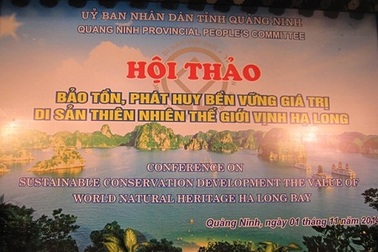 UỶ BAN NHÂN DÂN TỈNH QUẢNG NINH
QUANG NINH PROVINCIAL PEOPLE'S COMMITTEE
HỘI THẢO
BẢO TỒN, PHÁT HUY BỀN VỮNG GIÁ TRỊ
DI SẢN THIÊN NHIÊN THẾ GIỚI VỊNH HẠ LONG
CONFERENCE ON
SUSTAINABLE CONSERVATION DEVELOPMENT THE VALUE OF
WORLD NATURAL HERITAGE HA LONG BAY
Quảng Ninh, ngày 01 tháng 11 năm